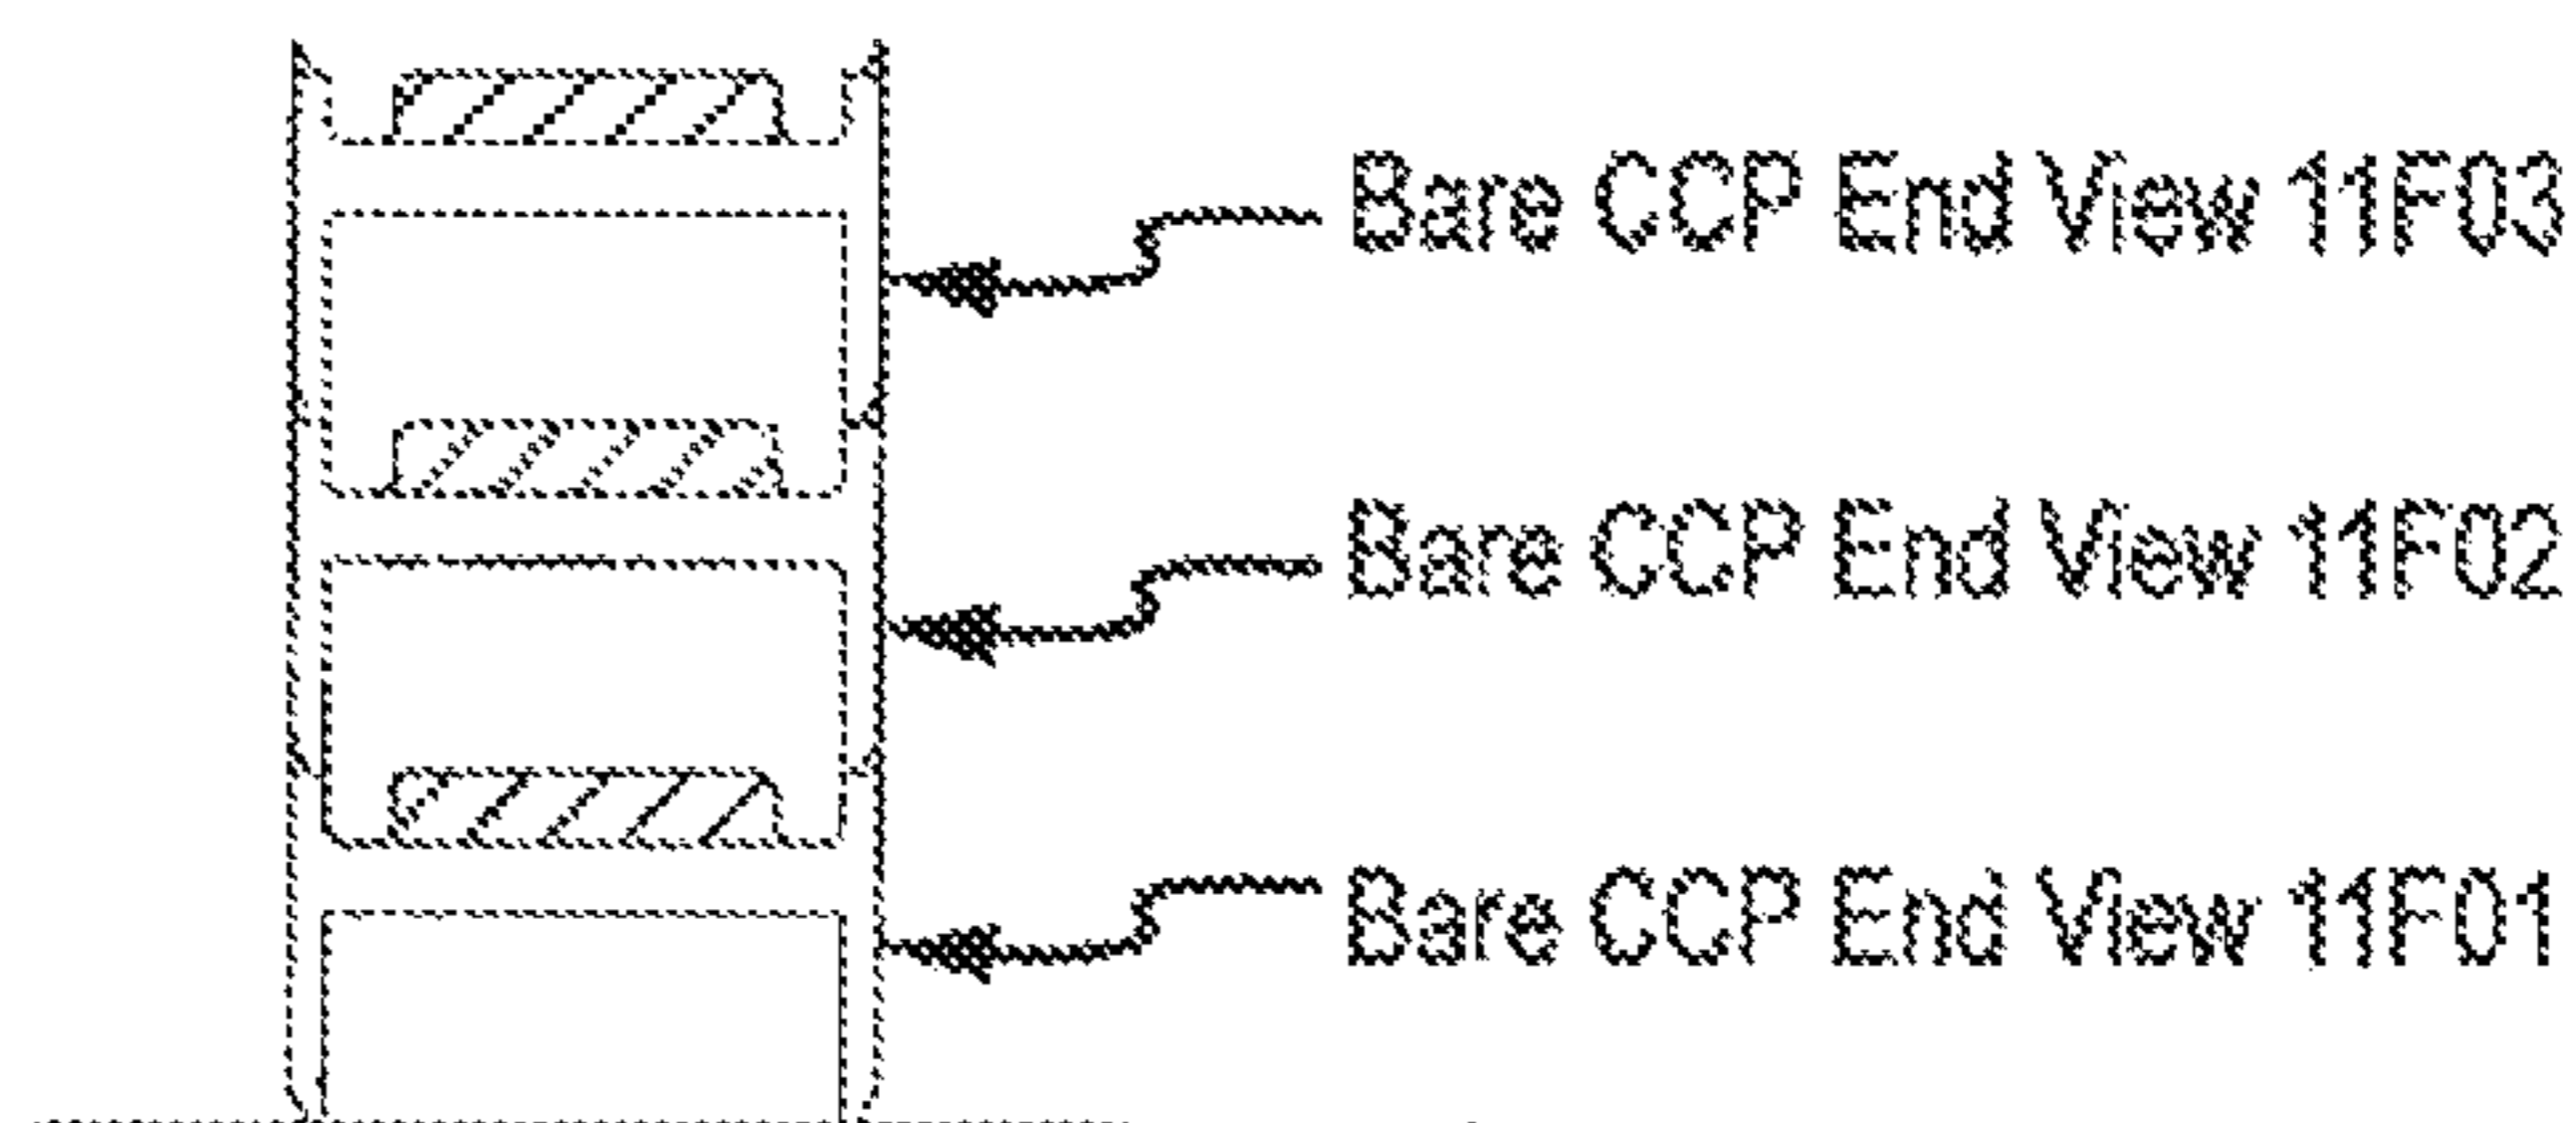 Bare CCP End View 11F03
Bare CCP End View 11F02
Bare CCP End View 11F01